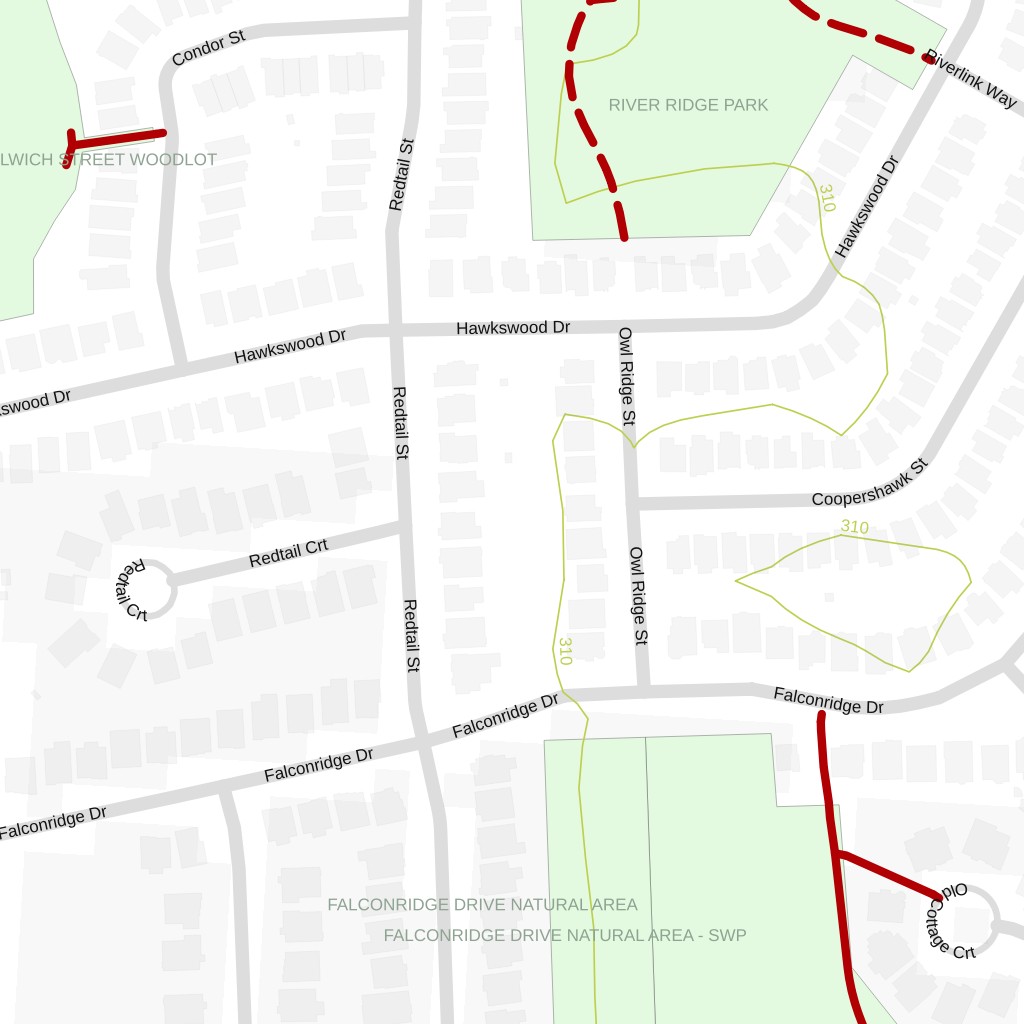 Condor St
Riverlink Way
RIVER RIDGE PARK
LWICH STREET WOODLOT
Redtail St
310
Hawkswood Dr
Hawkswood Dr
Hawkswood Dr
Owl Ridge St
swood Dr
Redtail St
Coopershawk St
310
Redtail Crt
Redtail Crt
Owl Ridge St
Redtail St
310
Falconridge Dr
Falconridge Dr
Falconridge Dr
Falconridge Dr
Old Cottage Crt
FALCONRIDGE DRIVE NATURAL AREA
FALCONRIDGE DRIVE NATURAL AREA - SWP